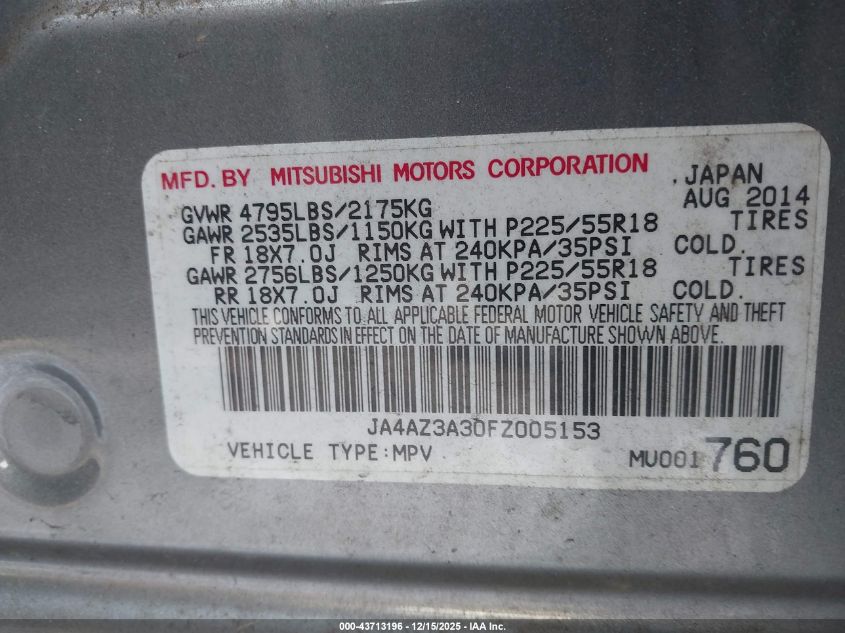 MFD. BY MITSUBISHI MOTORS CORPORATION .JAPAN
GVWR 4795LBS/2175KG AUG 2014
GAWR 2535LBS/1150KG WITH P225/55R18 TIRES
FR 18X7.0J RIMS AT 240KPA/35PSI COLD.
GAWR 2756LBS/1250KG WITH P225/55R18 TIRES
RR 18X7.0J RIMS AT 240KPA/35PSI COLD.
THIS VEHICLE CONFORMS TO ALL APPLICABLE FEDERAL MOTOR VEHICLE SAFETY AND THEFT
PREVENTION STANDARDS IN EFFECT ON THE DATE OF MANUFACTURE SHOWN ABOVE.
JA4AZ3A30FZ005153
VEHICLE TYPE:MPV MU001760
000-43713196 - 12/15/2025 - IAA Inc.